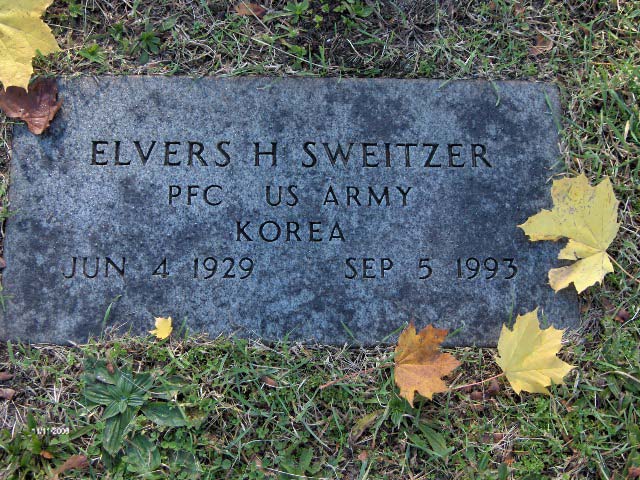 ELVERS H SWEITZER
PFC US ARMY
KOREA
JUN 4 1929 SEP 5 1993